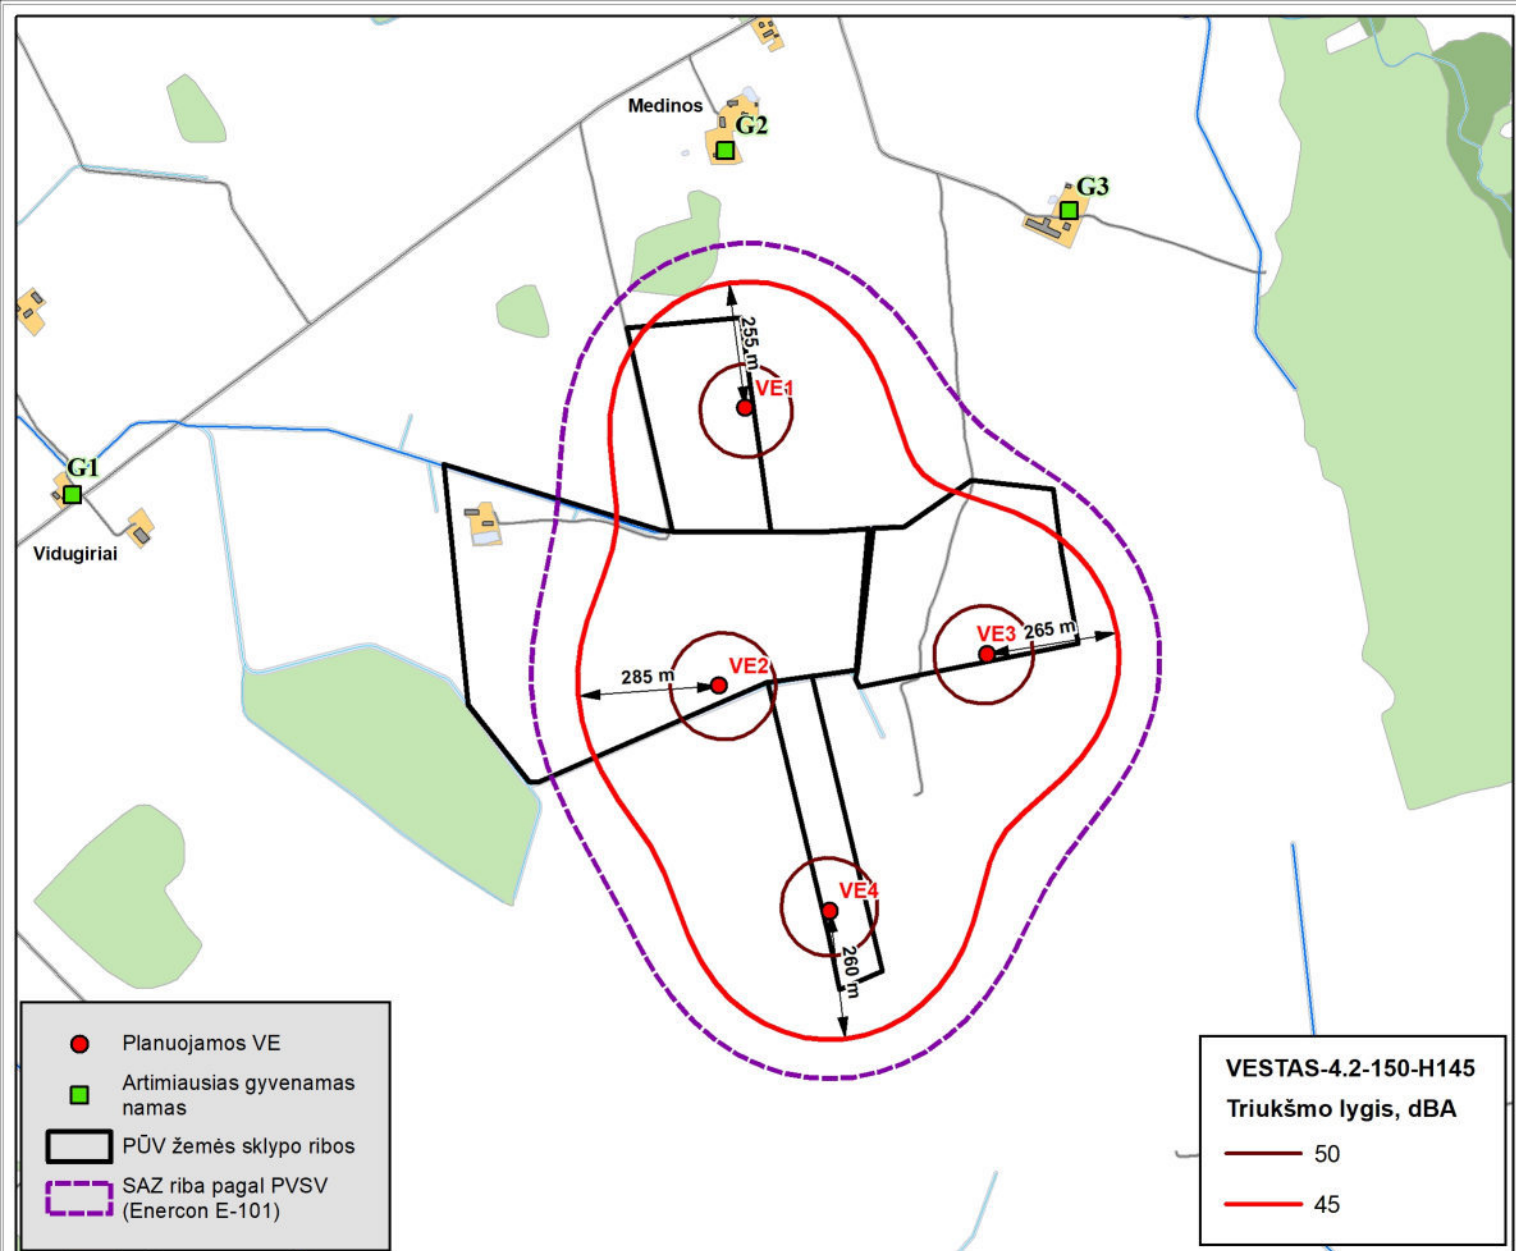 Medinos
G2
G3
255 m
VE1
G1
Vidugiriai
VE3
265 m
VE2
285 m
VE4
260 m
Planuojamos VE
Artimiausias gyvenamas
namas
PŪV žemės sklypo ribos
SAZ riba pagal PVSV
(Enercon E-101)
VESTAS-4.2-150-H145
Triukšmo lygis, dBA
50
45